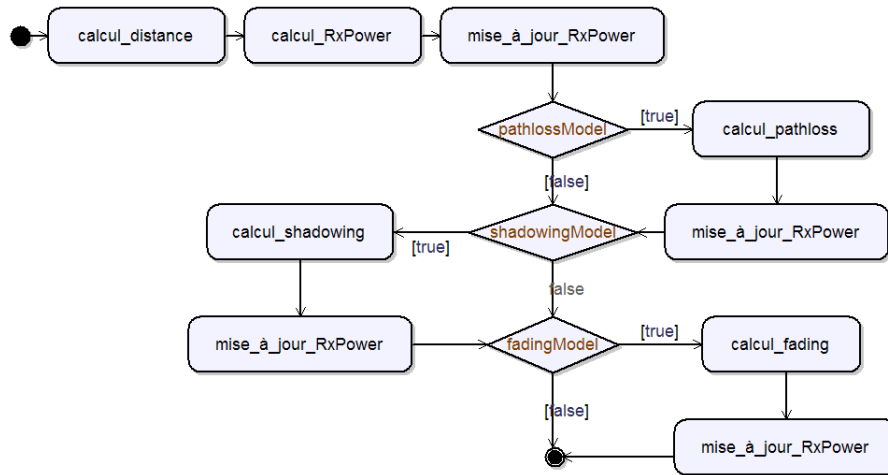 calcul_distance
calcul_RxPower
mise_à_jour_RxPower
pathlossModel
[true]
calcul_pathloss
[false]
calcul_shadowing
[true]
shadowingModel
mise_à_jour_RxPower
false
mise_à_jour_RxPower
fadingModel
[true]
calcul_fading
[false]
mise_à_jour_RxPower